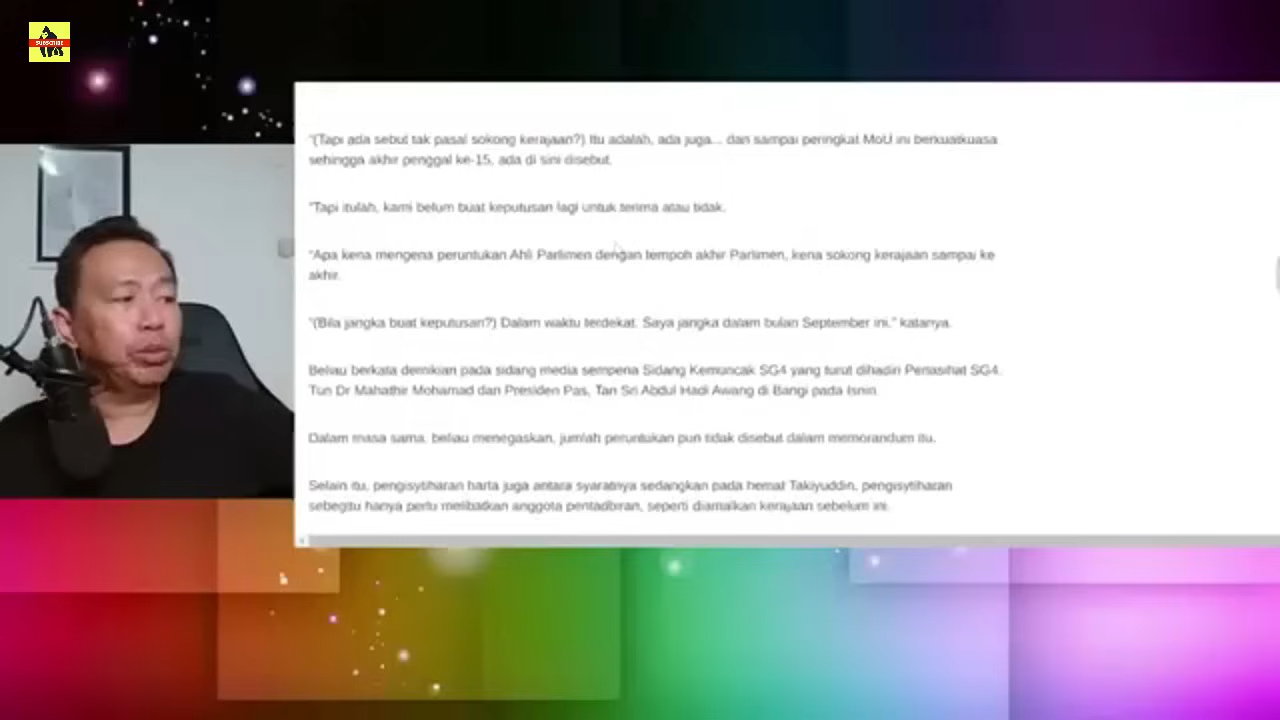 SUBSCRIBE
"(Tapi ada sebut tak pasal sokong kerajaan?) Itu adalah, ada juga... dan sampai peringkat MoU ini berkuatkuasa
sehingga akhir penggal ke-15, ada di sini disebut.
"Tapi itulah, kami belum buat keputusan lagi untuk terima atau tidak.
"Apa kena mengena peruntukan Ahli Parlimen dengan tempoh akhir Parlimen, kena sokong kerajaan sampai ke
akhir.
"(Bila jangka buat keputusan?) Dalam waktu terdekat. Saya jangka dalam bulan September ini," katanya.
Beliau berkata demikian pada sidang media sempena Sidang Kemuncak SG4 yang turut dihadiri Penasihat SG4,
Tun Dr Mahathir Mohamad dan Presiden Pas, Tan Sri Abdul Hadi Awang di Bangi pada Isnin.
Dalam masa sama, beliau menegaskan, jumlah peruntukan pun tidak disebut dalam memorandum itu.
Selain itu, pengisytiharan harta juga antara syaratnya sedangkan pada hemat Takiyuddin, pengisytiharan
sebegitu hanya perlu melibatkan anggota pentadbiran, seperti diamalkan kerajaan sebelum ini.